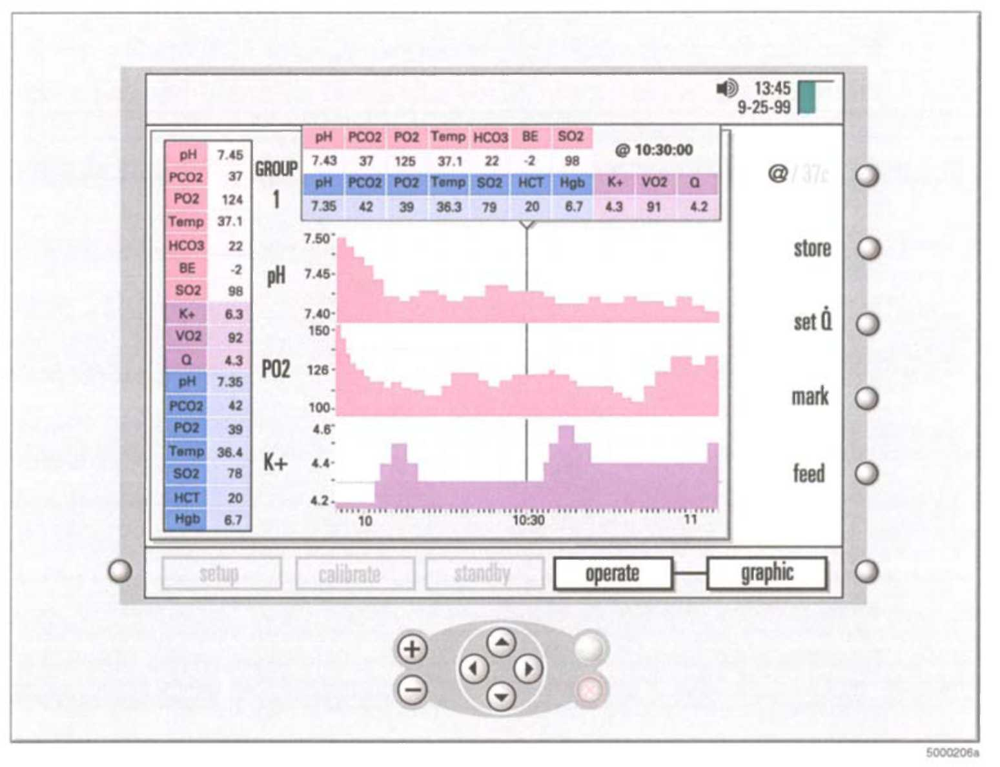 13:45
9-25-99
pH PCO2 PO2 Temp HCO3 BE SO2
7.43 37 125 37.1 22 -2 98
@ 10:30:00
pH PCO2 PO2 Temp SO2 HCT Hgb K+ VO2 Q
7.35 42 39 36.3 79 20 6.7 4.3 91 4.2
pH 7.45
PCO2 37
PO2 124
Temp 37.1
HCO3 22
BE -2
SO2 98
K+ 6.3
VO2 92
Q 4.3
pH 7.35
PCO2 42
PO2 39
Temp 36.4
SO2 78
HCT 20
Hgb 6.7
GROUP
1
pH
7.50
7.45
7.40
PO2
150
126
100
K+
4.6
4.4
4.2
10 10:30 11
@ / 37c
store
set Q̇
mark
feed
setup calibrate standby operate graphic
5000206a